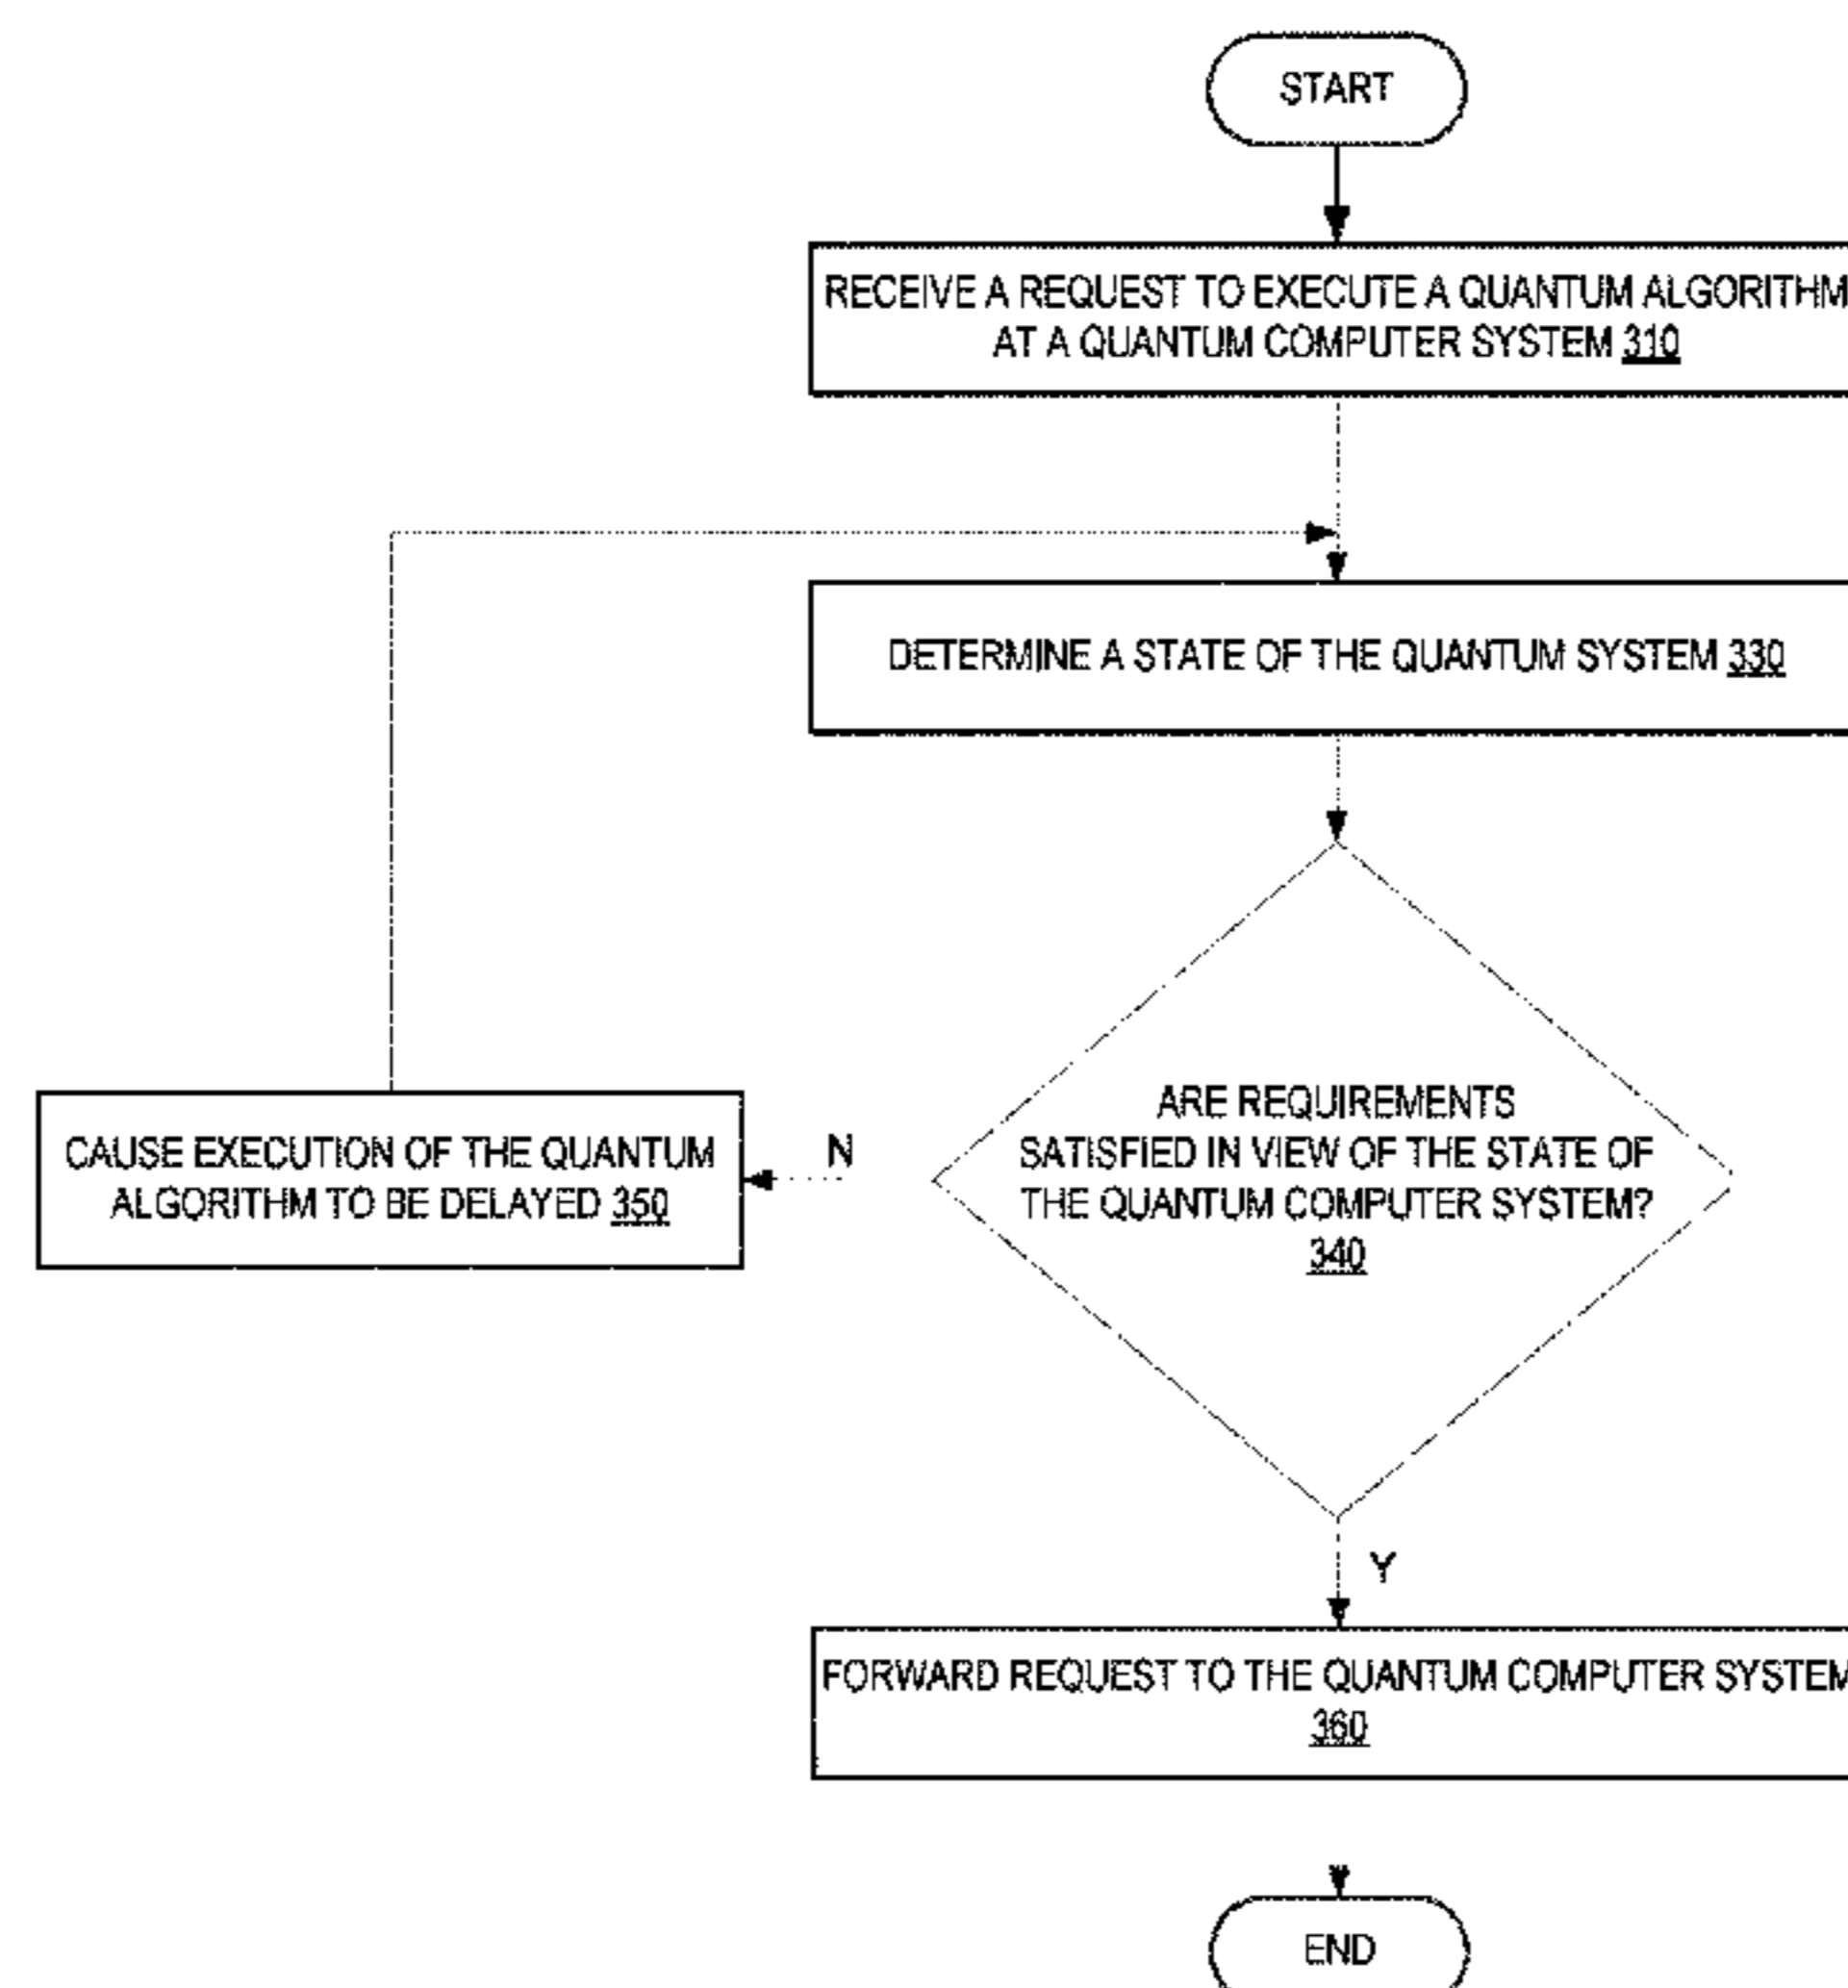 START
RECEIVE A REQUEST TO EXECUTE A QUANTUM ALGORITHM
AT A QUANTUM COMPUTER SYSTEM 310
DETERMINE A STATE OF THE QUANTUM SYSTEM 330
ARE REQUIREMENTS
SATISFIED IN VIEW OF THE STATE OF
THE QUANTUM COMPUTER SYSTEM?
340
N
CAUSE EXECUTION OF THE QUANTUM
ALGORITHM TO BE DELAYED 350
Y
FORWARD REQUEST TO THE QUANTUM COMPUTER SYSTEM
360
END